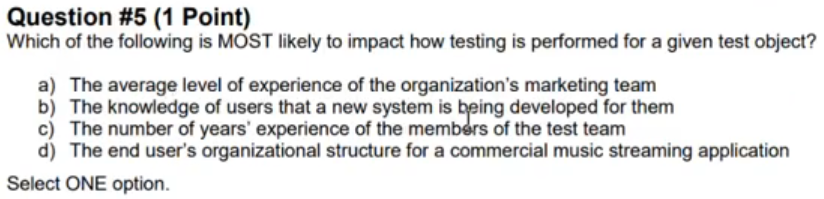 Question #5 (1 Point)
Which of the following is MOST likely to impact how testing is performed for a given test object?
a) The average level of experience of the organization's marketing team
b) The knowledge of users that a new system is being developed for them
c) The number of years' experience of the members of the test team
d) The end user's organizational structure for a commercial music streaming application
Select ONE option.